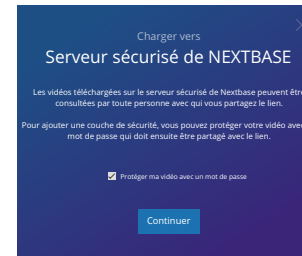 Charger vers
Serveur sécurisé de NEXTBASE
Les vidéos téléchargées sur le serveur sécurisé de Nextbase peuvent être
consultées par toute personne avec qui vous partagez le lien.
Pour ajouter une couche de sécurité, vous pouvez protéger votre vidéo avec
mot de passe qui doit ensuite être partagé avec le lien.
Protéger ma vidéo avec un mot de passe
Continuer